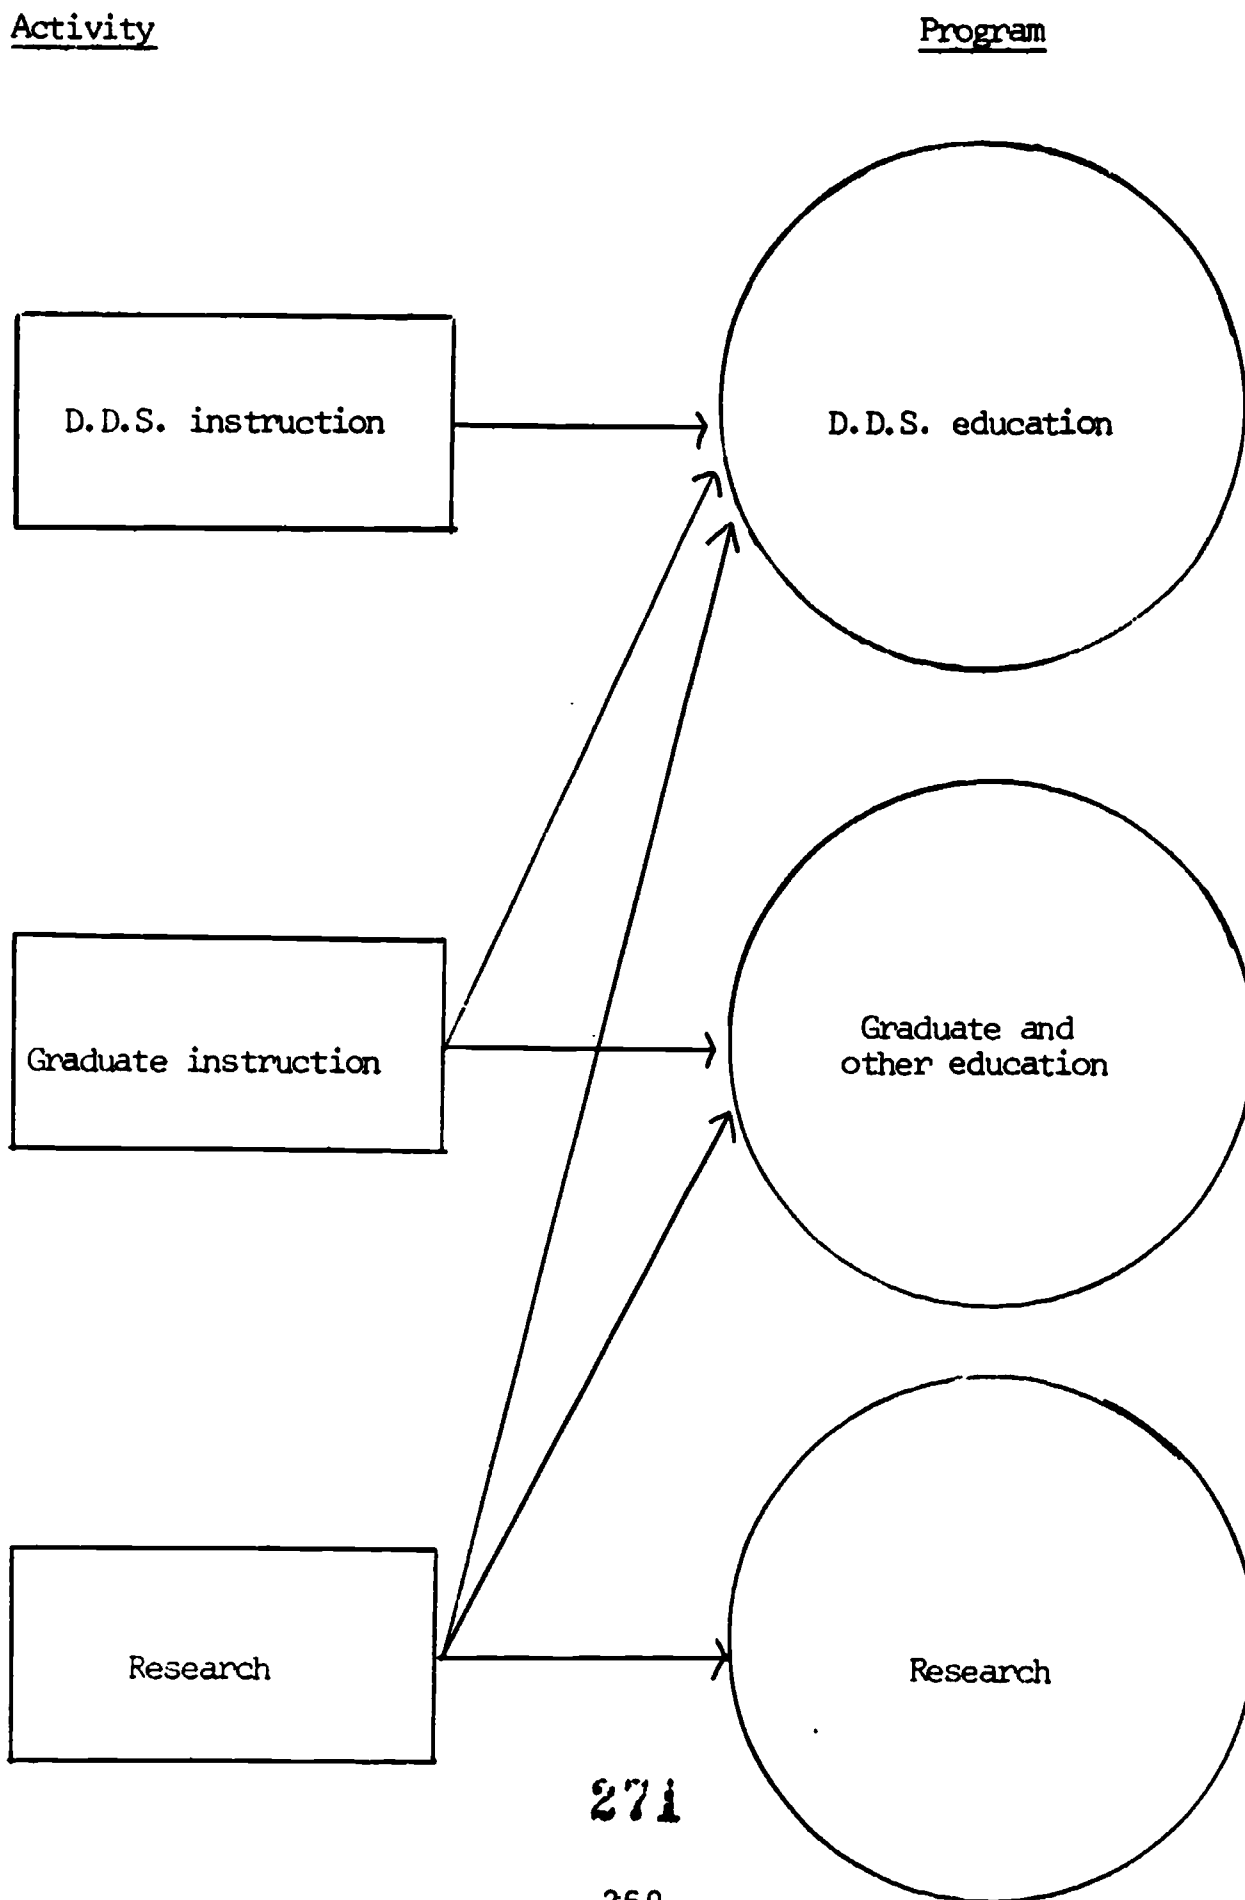 Activity
Program
D.D.S. instruction
D.D.S. education
Graduate instruction
Graduate and
other education
Research
Research
271